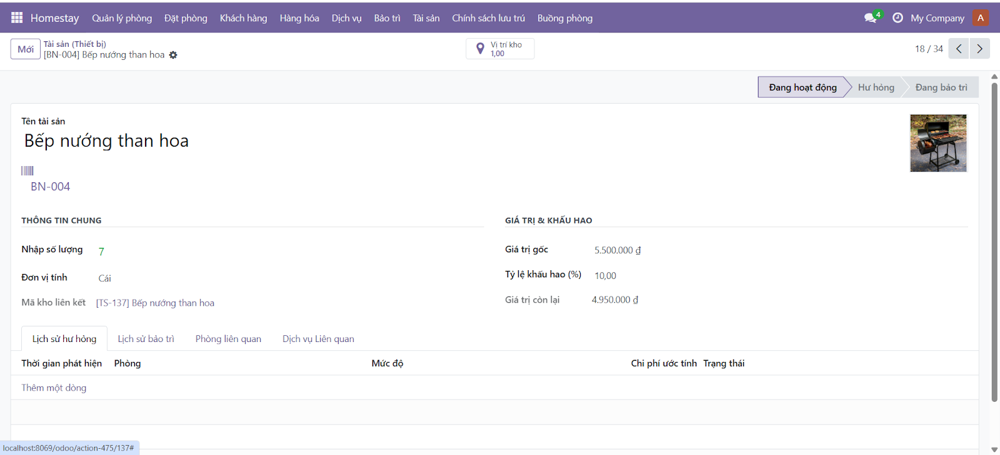 Homestay Quản lý phòng Đặt phòng Khách hàng Hàng hóa Dịch vụ Bảo trì Tài sản Chính sách lưu trú Buồng phòng 4 My Company A
Mới Tài sản (Thiết bị)
[BN-004] Bếp nướng than hoa
Vị trí kho
1,00
18 / 34
Đang hoạt động Hư hỏng Đang bảo trì
Tên tài sản
Bếp nướng than hoa
BN-004
THÔNG TIN CHUNG
Nhập số lượng 7
Đơn vị tính Cái
Mã kho liên kết [TS-137] Bếp nướng than hoa
GIÁ TRỊ & KHẤU HAO
Giá trị gốc 5.500.000 ₫
Tỷ lệ khấu hao (%) 10,00
Giá trị còn lại 4.950.000 ₫
Lịch sử hư hỏng Lịch sử bảo trì Phòng liên quan Dịch vụ Liên quan
Thời gian phát hiện Phòng Mức độ Chi phí ước tính Trạng thái
Thêm một dòng
localhost:8069/odoo/action-475/137#